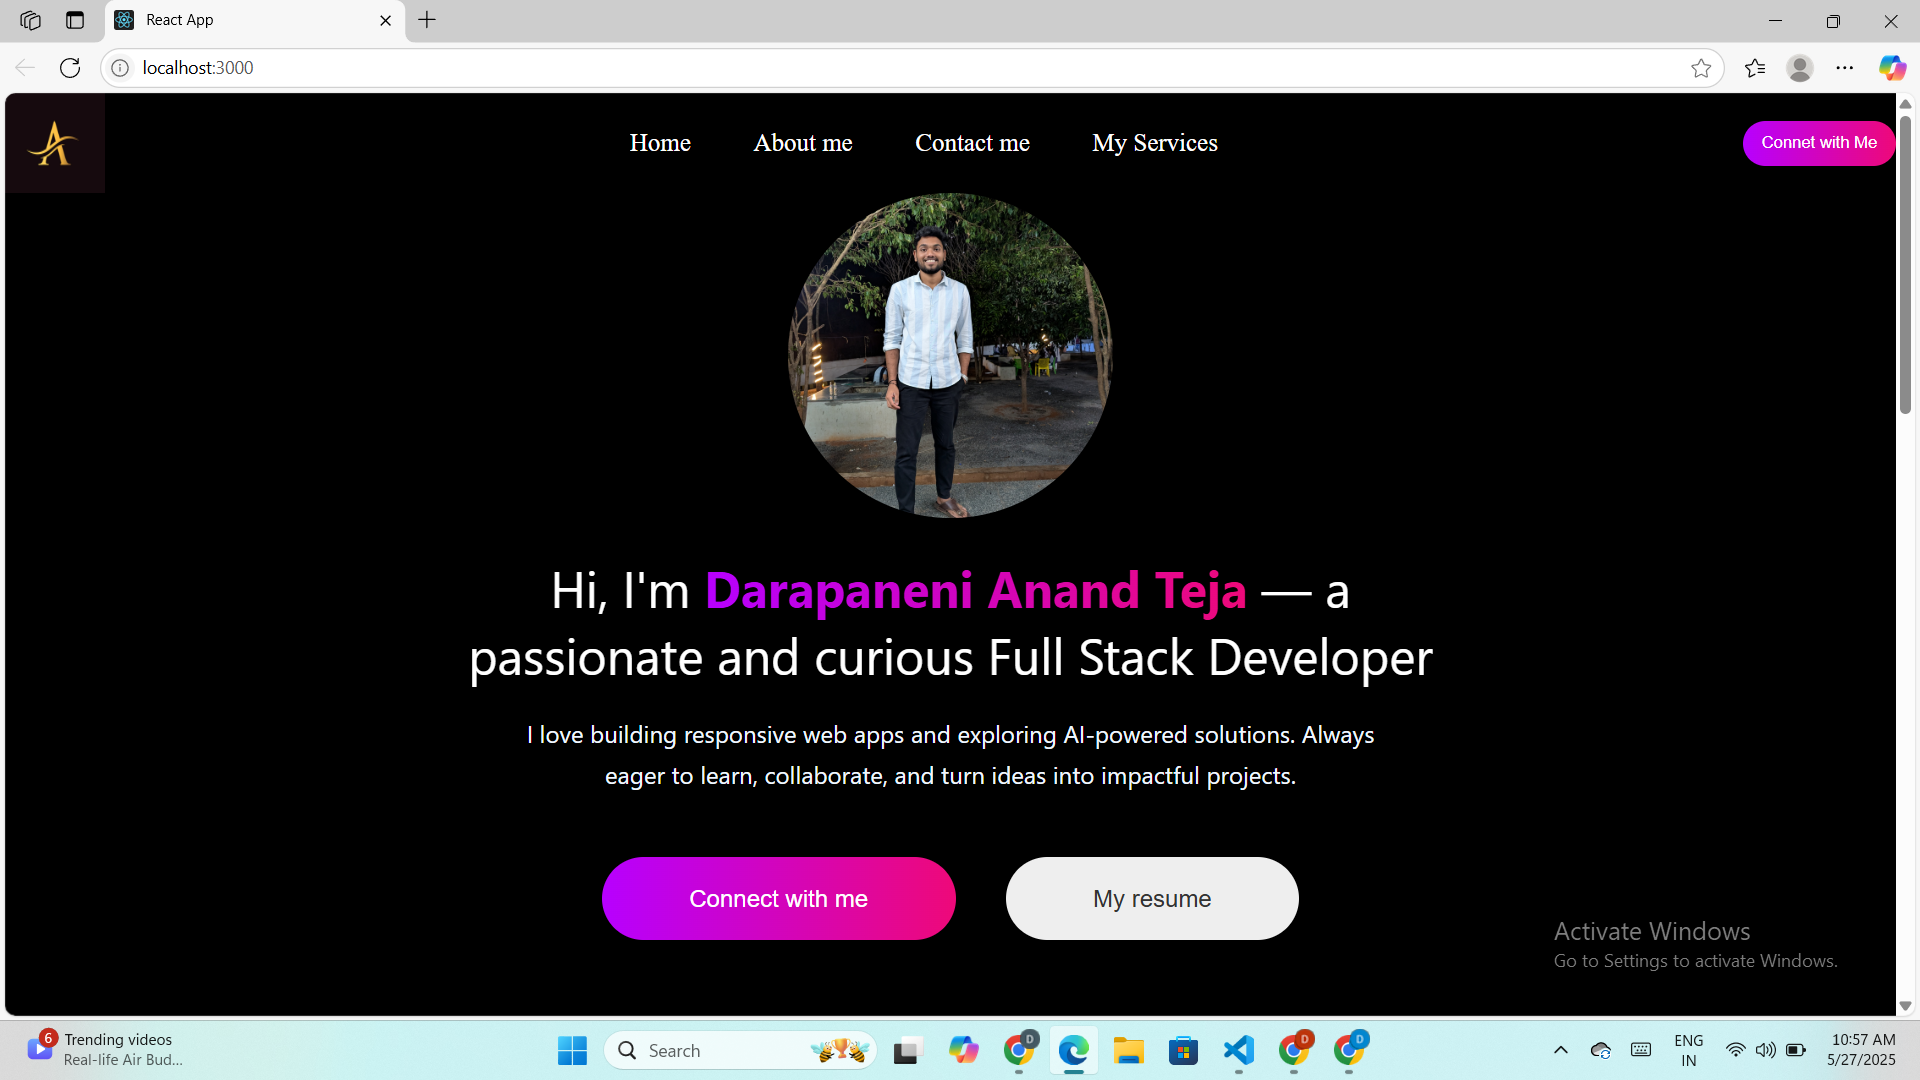 React App
localhost:3000
Home About me Contact me My Services Connet with Me
Hi, I'm Darapaneni Anand Teja — a
passionate and curious Full Stack Developer
I love building responsive web apps and exploring AI-powered solutions. Always
eager to learn, collaborate, and turn ideas into impactful projects.
Connect with me My resume
Activate Windows
Go to Settings to activate Windows.
6
Trending videos
Real-life Air Bud...
Search
D
D
D
ENG
IN
10:57 AM
5/27/2025